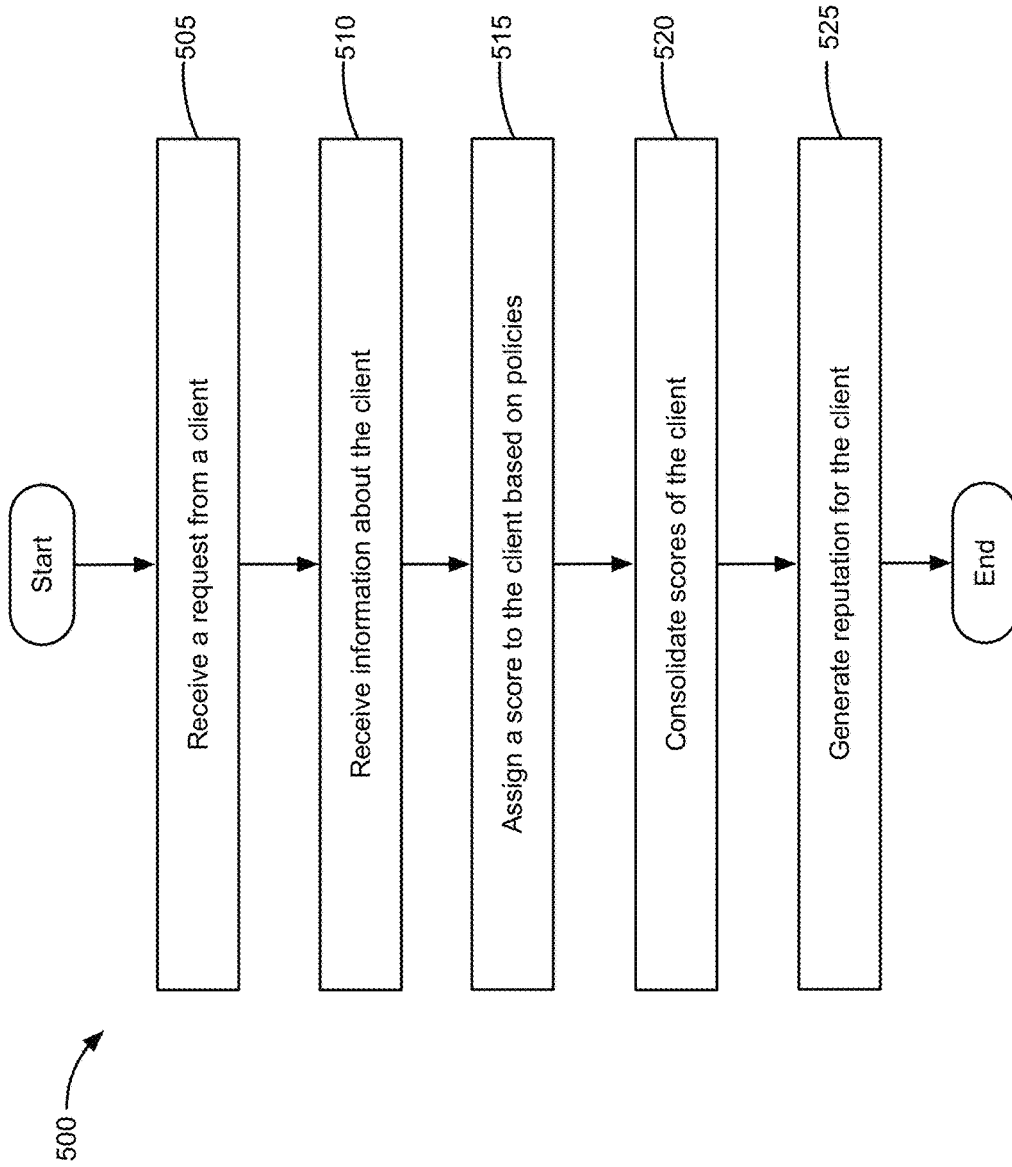 500
Start
Receive a request from a client
505
Receive information about the client
510
Assign a score to the client based on policies
515
Consolidate scores of the client
520
Generate reputation for the client
525
End